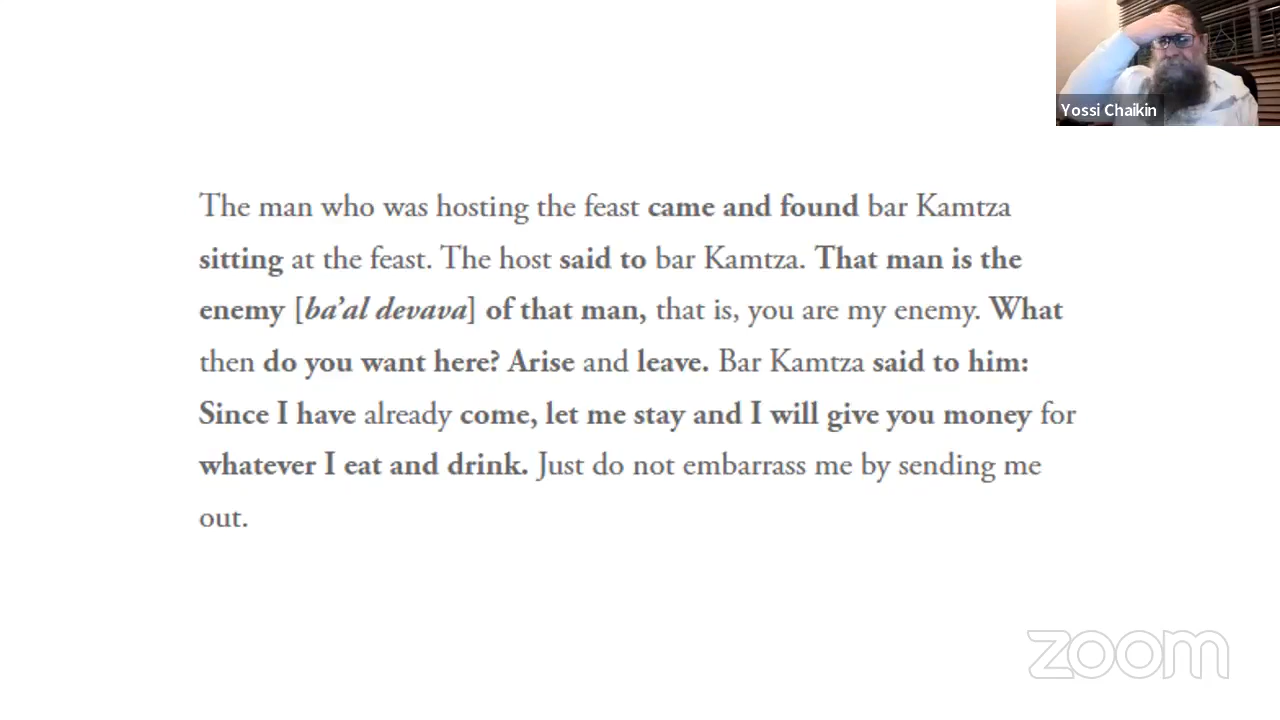 Yossi Chaikin
The man who was hosting the feast came and found bar Kamtza
sitting at the feast. The host said to bar Kamtza. That man is the
enemy [ba’al devava] of that man, that is, you are my enemy. What
then do you want here? Arise and leave. Bar Kamtza said to him:
Since I have already come, let me stay and I will give you money for
whatever I eat and drink. Just do not embarrass me by sending me
out.
zoom